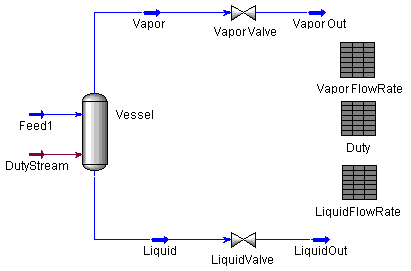 Vapor
VaporValve
VaporOut
VaporFlowRate
Vessel
Feed1
Duty
DutyStream
LiquidFlowRate
Liquid
LiquidValve
LiquidOut